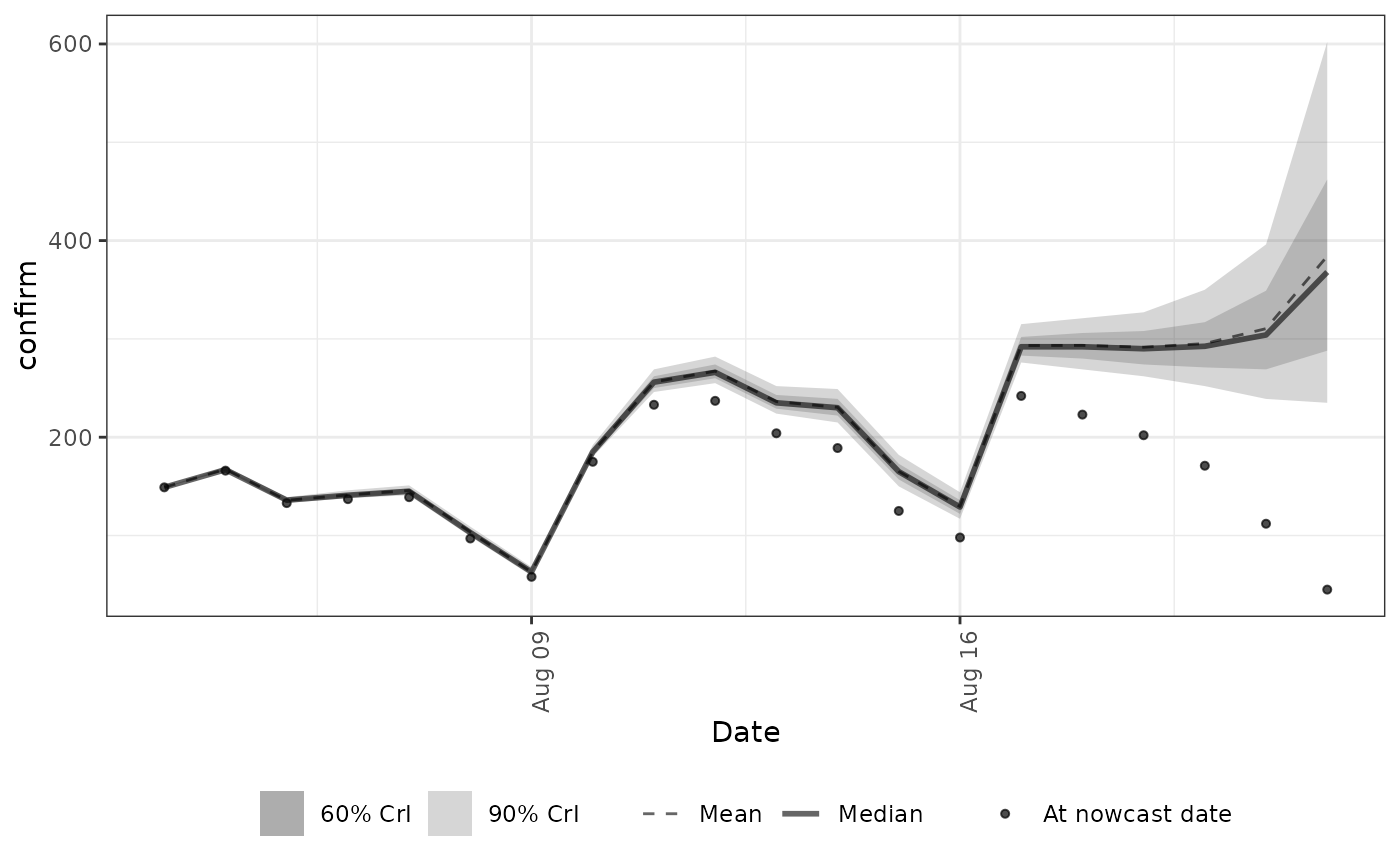 600
400
200
confirm
Aug 09
Aug 16
Date
60% CrI
90% CrI
Mean
Median
At nowcast date